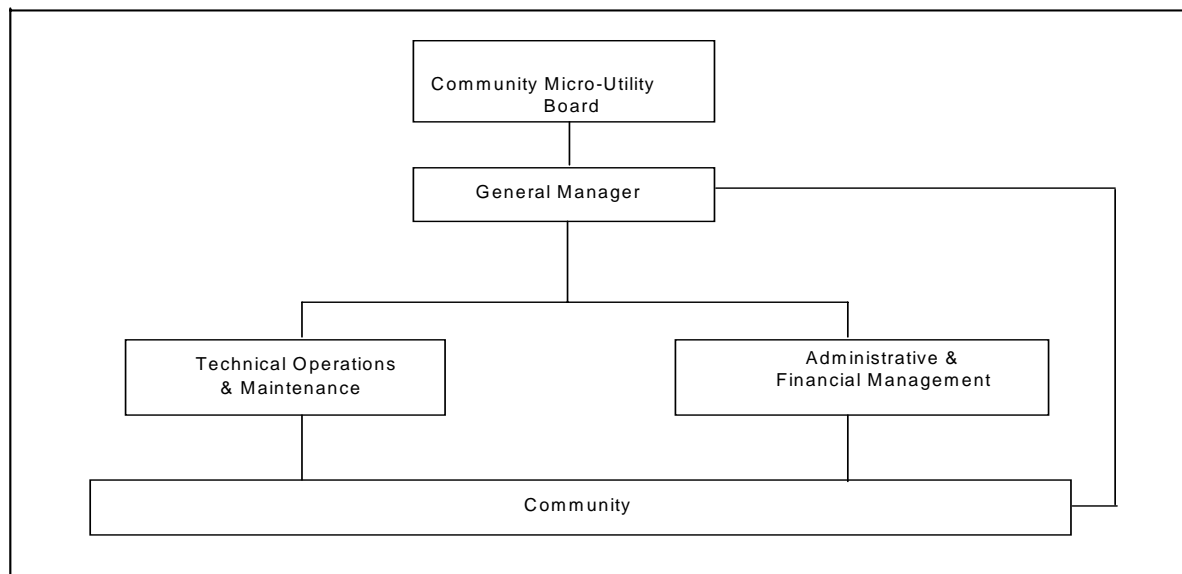 Community Micro-Utility
Board
General Manager
Technical Operations
& Maintenance
Administrative &
Financial Management
Community